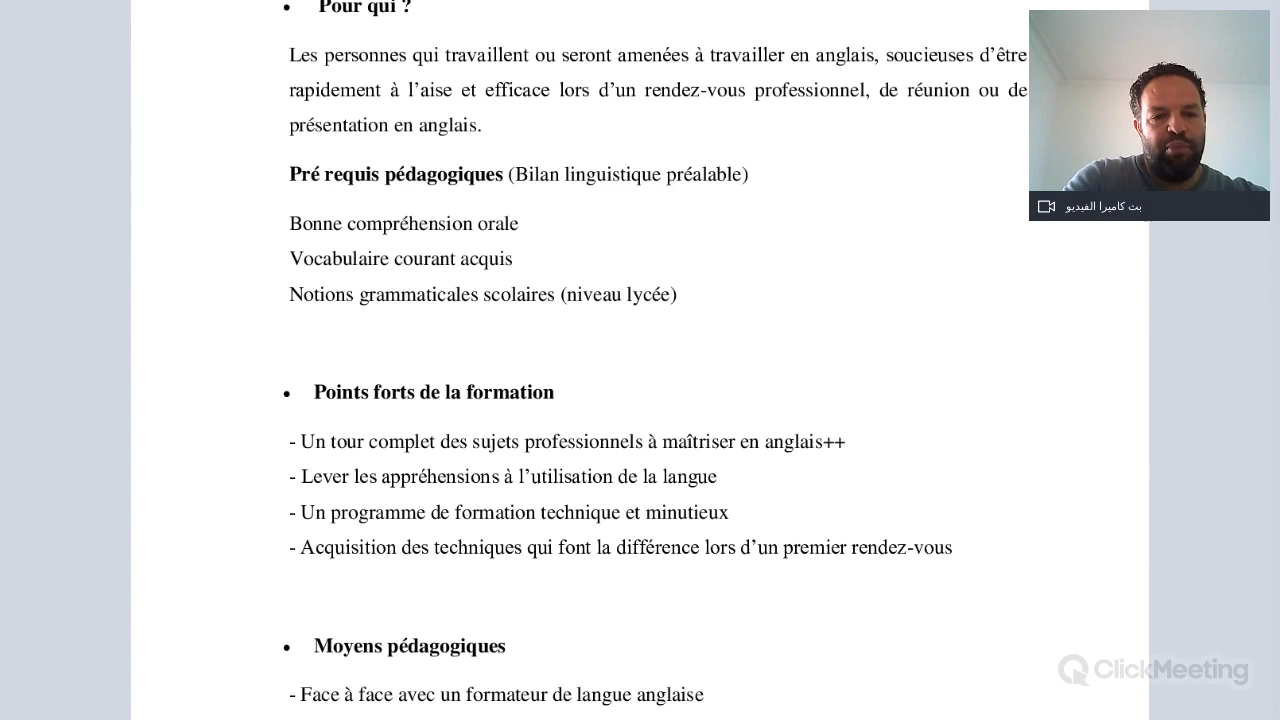 • Pour qui ?
Les personnes qui travaillent ou seront amenées à travailler en anglais, soucieuses d’être
rapidement à l’aise et efficace lors d’un rendez-vous professionnel, de réunion ou de
présentation en anglais.
Pré requis pédagogiques (Bilan linguistique préalable)
Bonne compréhension orale
Vocabulaire courant acquis
Notions grammaticales scolaires (niveau lycée)
• Points forts de la formation
- Un tour complet des sujets professionnels à maîtriser en anglais++
- Lever les appréhensions à l’utilisation de la langue
- Un programme de formation technique et minutieux
- Acquisition des techniques qui font la différence lors d’un premier rendez-vous
• Moyens pédagogiques
- Face à face avec un formateur de langue anglaise
بث كاميرا الفيديو
ClickMeeting